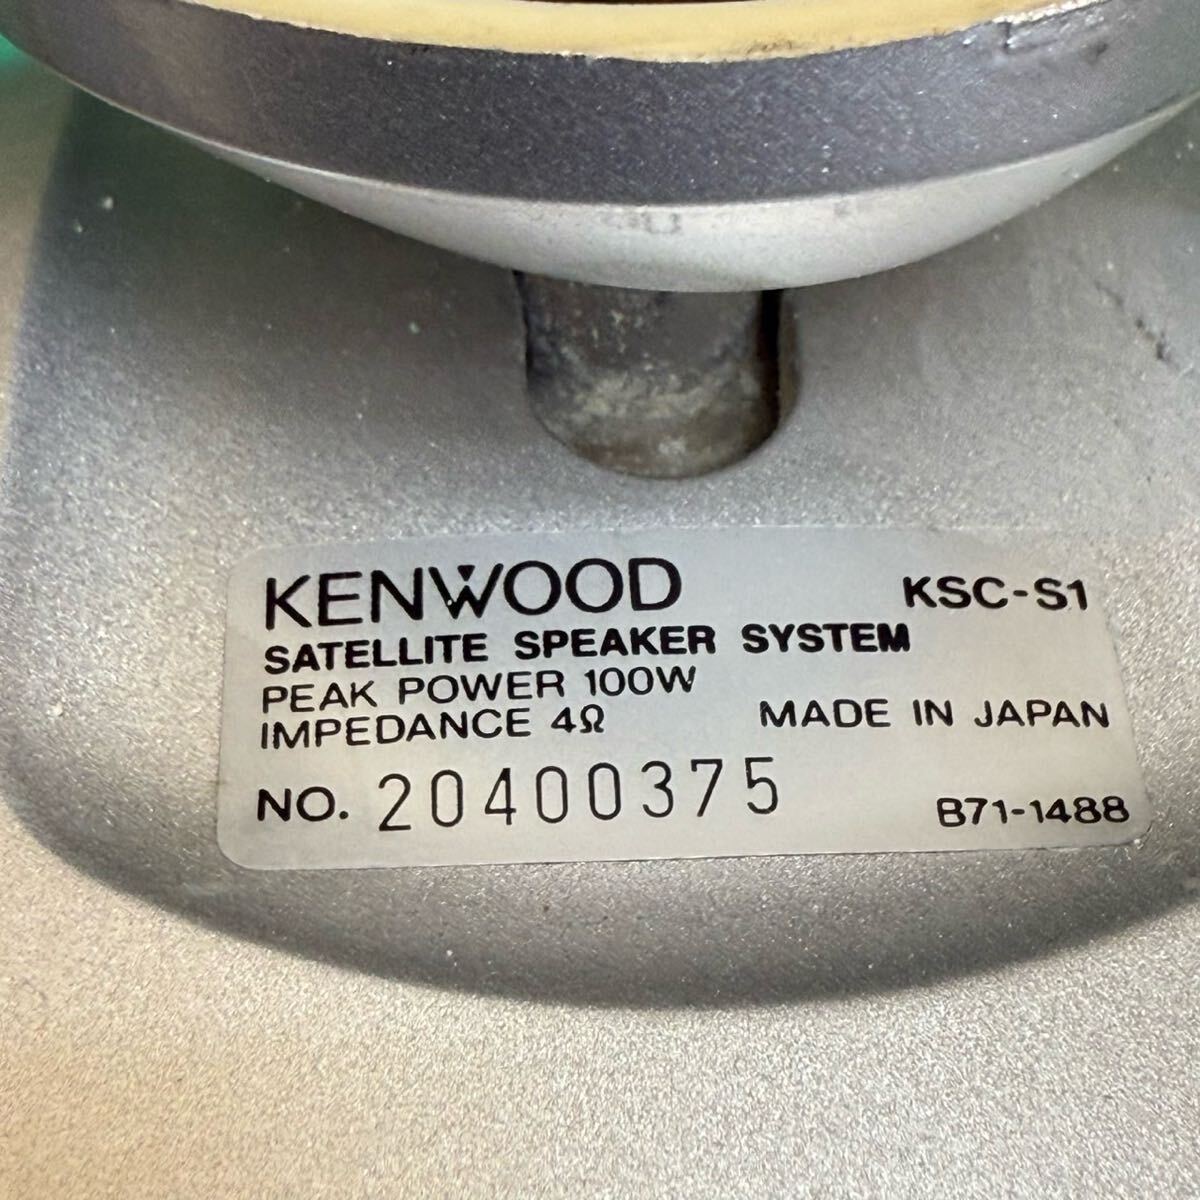 KENWOOD KSC-S1
SATELLITE SPEAKER SYSTEM
PEAK POWER 100W
IMPEDANCE 4Ω MADE IN JAPAN
NO. 20400375 B71-1488